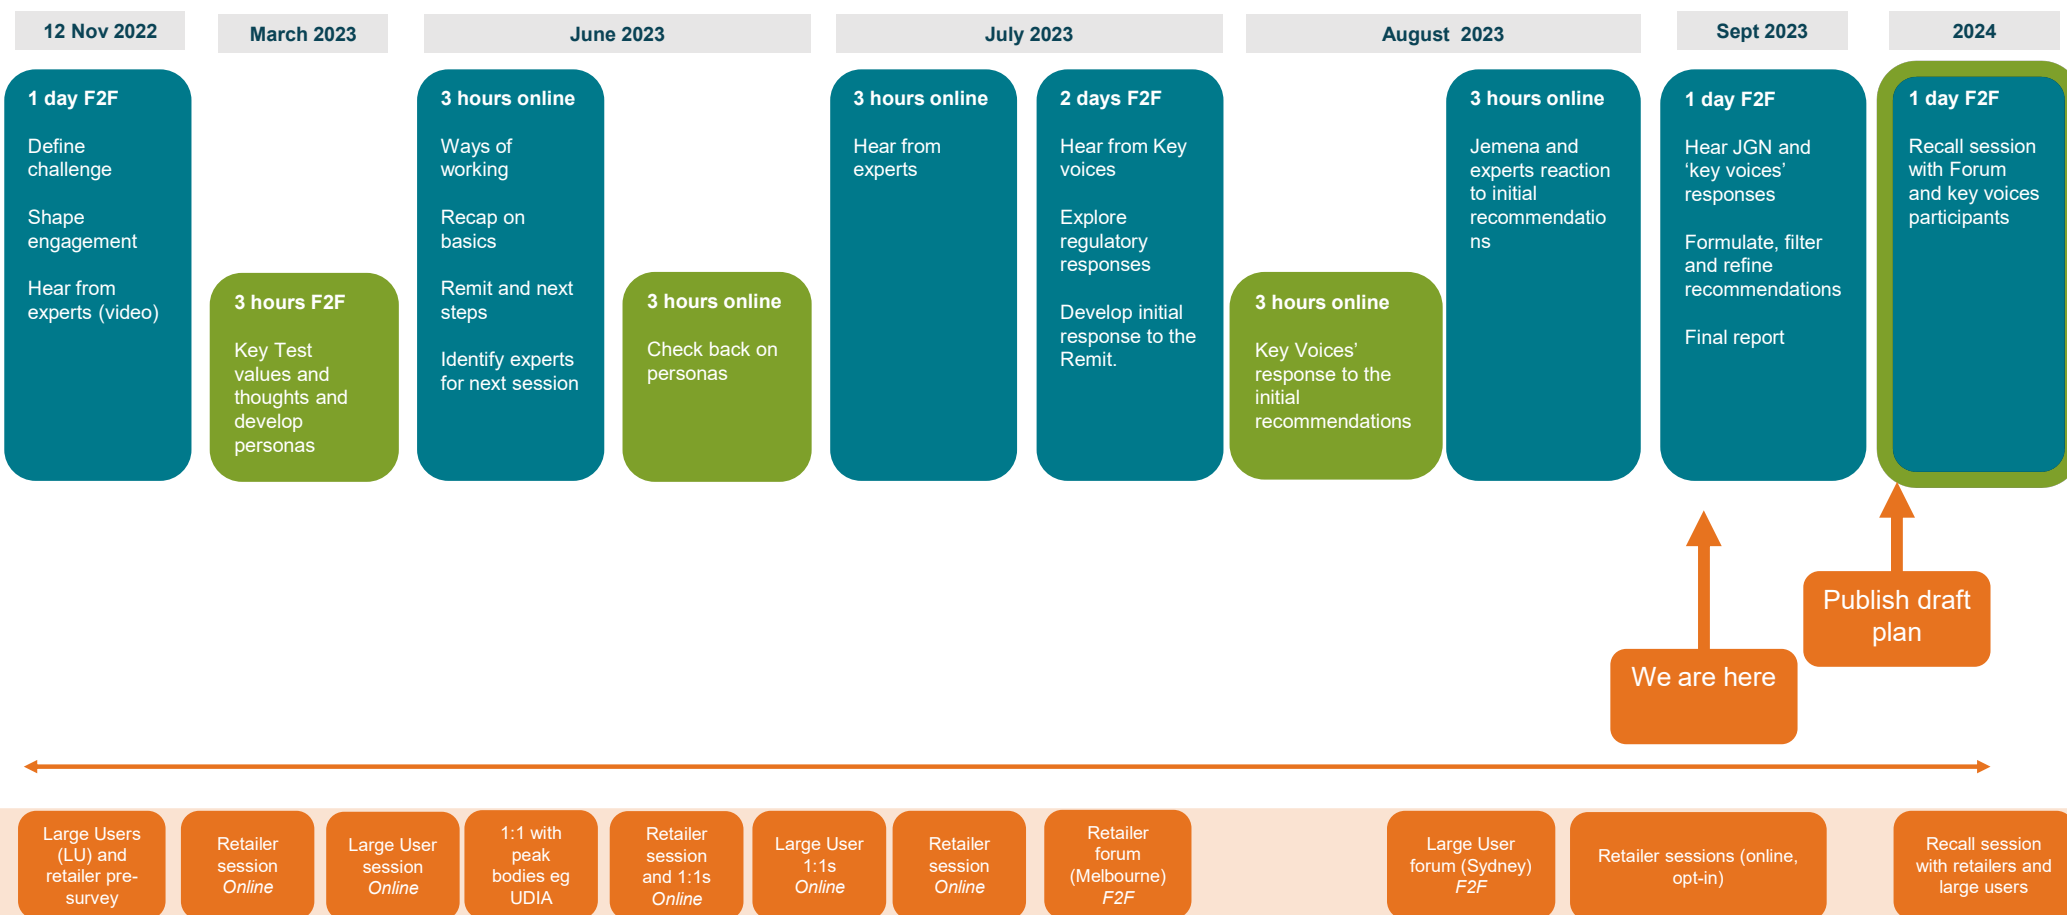 12 Nov 2022
March 2023
June 2023
July 2023
August 2023
Sept 2023
2024
1 day F2F
Define
challenge
Shape
engagement
Hear from
experts (video)
3 hours F2F
Key Test
values and
thoughts and
develop
personas
3 hours online
Ways of
working
Recap on
basics
Remit and next
steps
Identify experts
for next session
3 hours online
Check back on
personas
3 hours online
Hear from
experts
2 days F2F
Hear from Key
voices
Explore
regulatory
responses
Develop initial
response to the
Remit.
3 hours online
Key Voices’
response to the
initial
recommendations
3 hours online
Jemena and
experts reaction
to initial
recommendatio
ns
1 day F2F
Hear JGN and
‘key voices’
responses
Formulate, filter
and refine
recommendations
Final report
1 day F2F
Recall session
with Forum
and key voices
participants
Publish draft
plan
We are here
Large Users
(LU) and
retailer pre-
survey
Retailer
session
Online
Large User
session
Online
1:1 with
peak
bodies eg
UDIA
Retailer
session
and 1:1s
Online
Large User
1:1s
Online
Retailer
session
Online
Retailer
forum
(Melbourne)
F2F
Large User
forum (Sydney)
F2F
Retailer sessions (online,
opt-in)
Recall session
with retailers and
large users